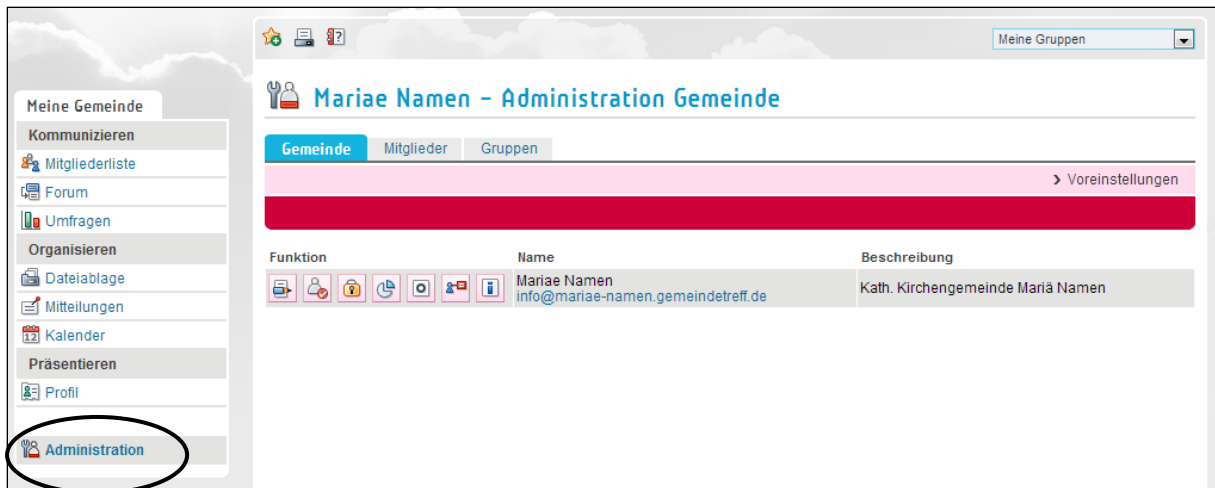 Meine Gruppen
Meine Gemeinde
Kommunizieren
Mitgliederliste
Forum
Umfragen
Organisieren
Dateiablage
Mitteilungen
12 Kalender
Präsentieren
Profil
Administration
Mariae Namen - Administration Gemeinde
Gemeinde Mitglieder Gruppen
Voreinstellungen
Funktion Name Beschreibung
Mariae Namen
info@mariae-namen.gemeindetreff.de
Kath. Kirchengemeinde Mariä Namen